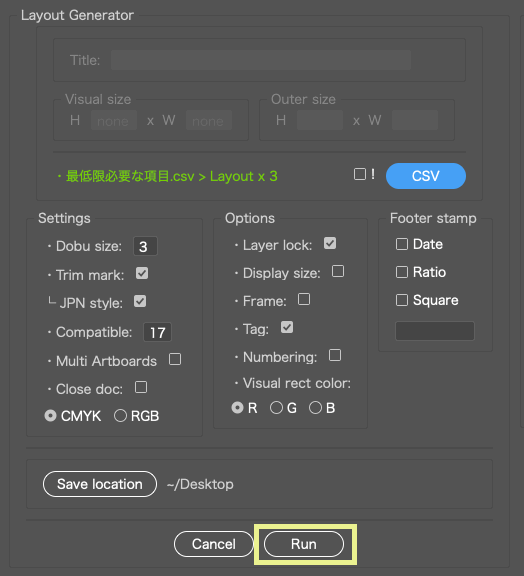 Layout Generator
Title:
Visual size
H none x W none
Outer size
H x W
・最低限必要な項目.csv > Layout x 3
!
CSV
Settings
・Dobu size: 3
・Trim mark:
└ JPN style:
・Compatible: 17
・Multi Artboards
・Close doc:
CMYK RGB
Options
・Layer lock:
・Display size:
・Frame:
・Tag:
・Numbering:
・Visual rect color:
R G B
Footer stamp
Date
Ratio
Square
Save location ~/Desktop
Cancel Run